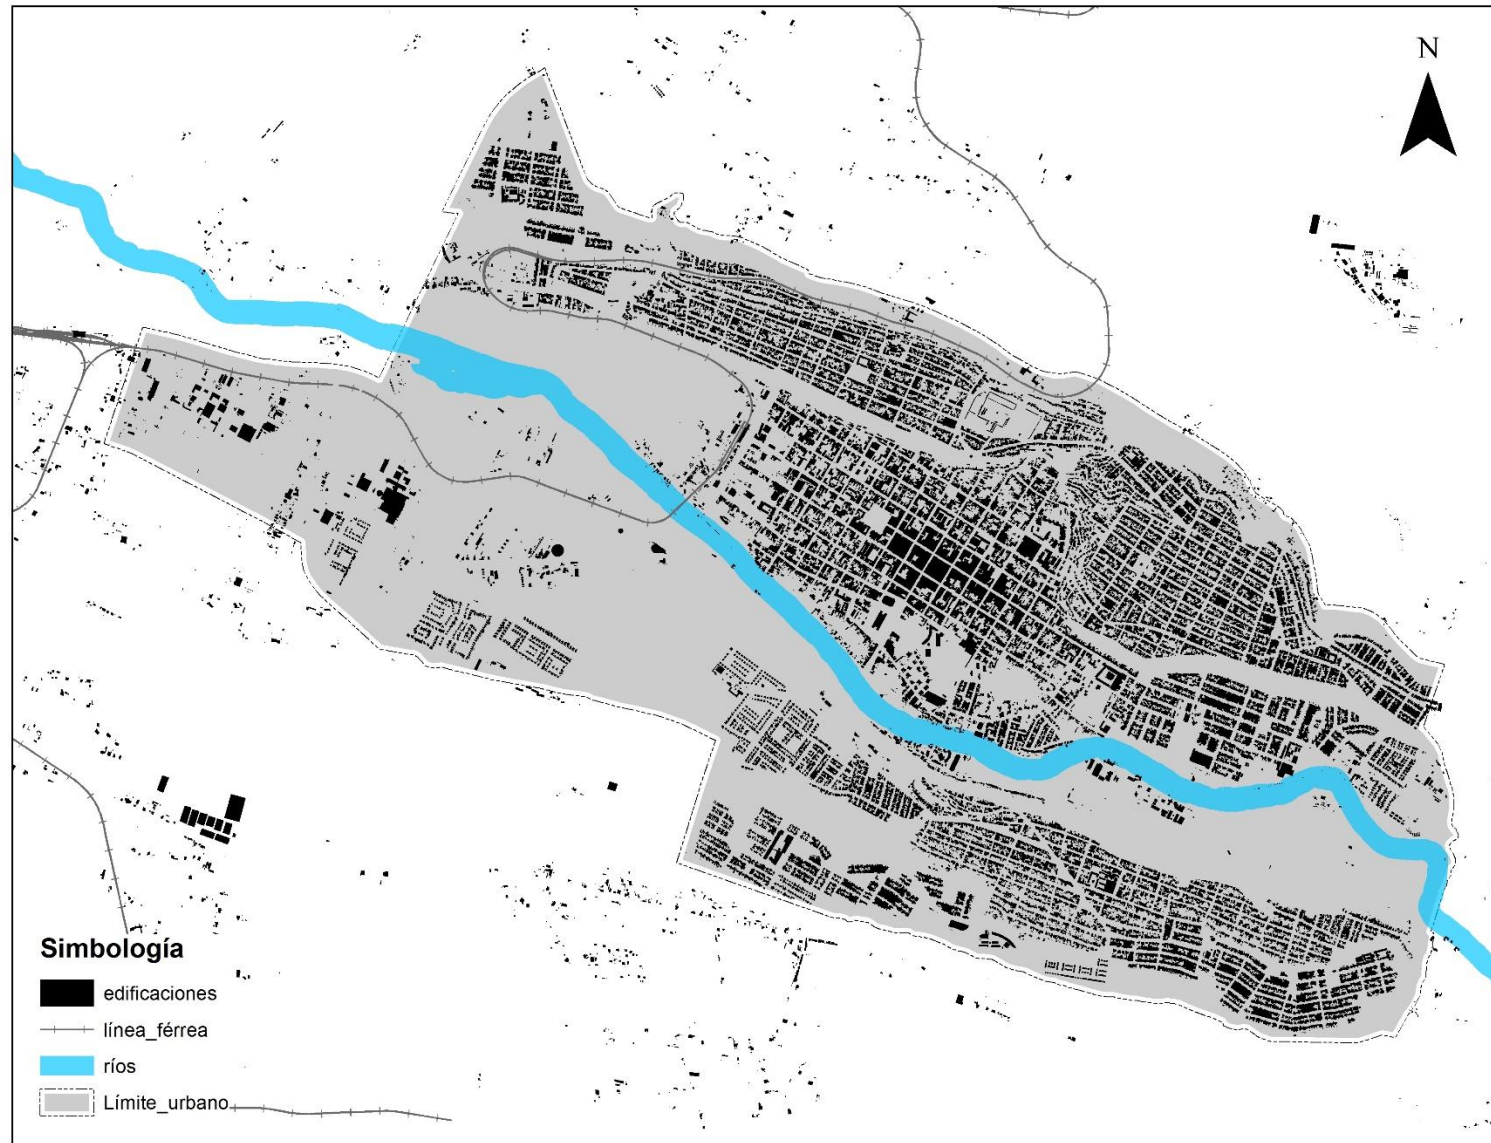 N
Simbología
edificaciones
línea_férrea
ríos
Límite_urbano